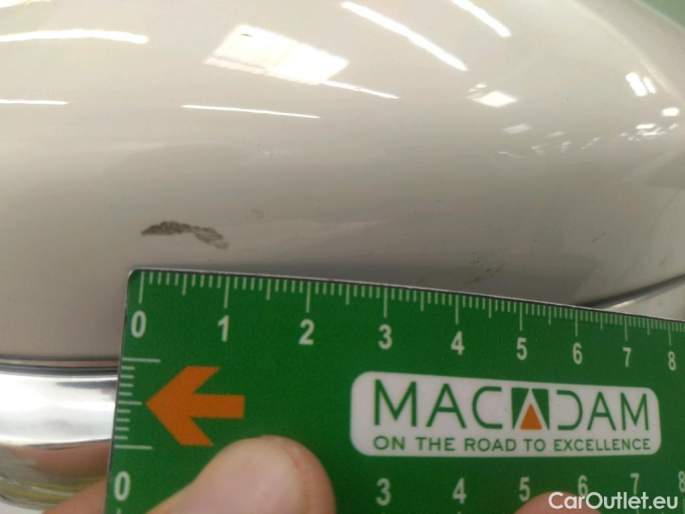 0 1 2 3 4 5 6 7 8
MACADAM
ON THE ROAD TO EXCELLENCE
0 3 4 5 6 7 8
CarOutlet.eu